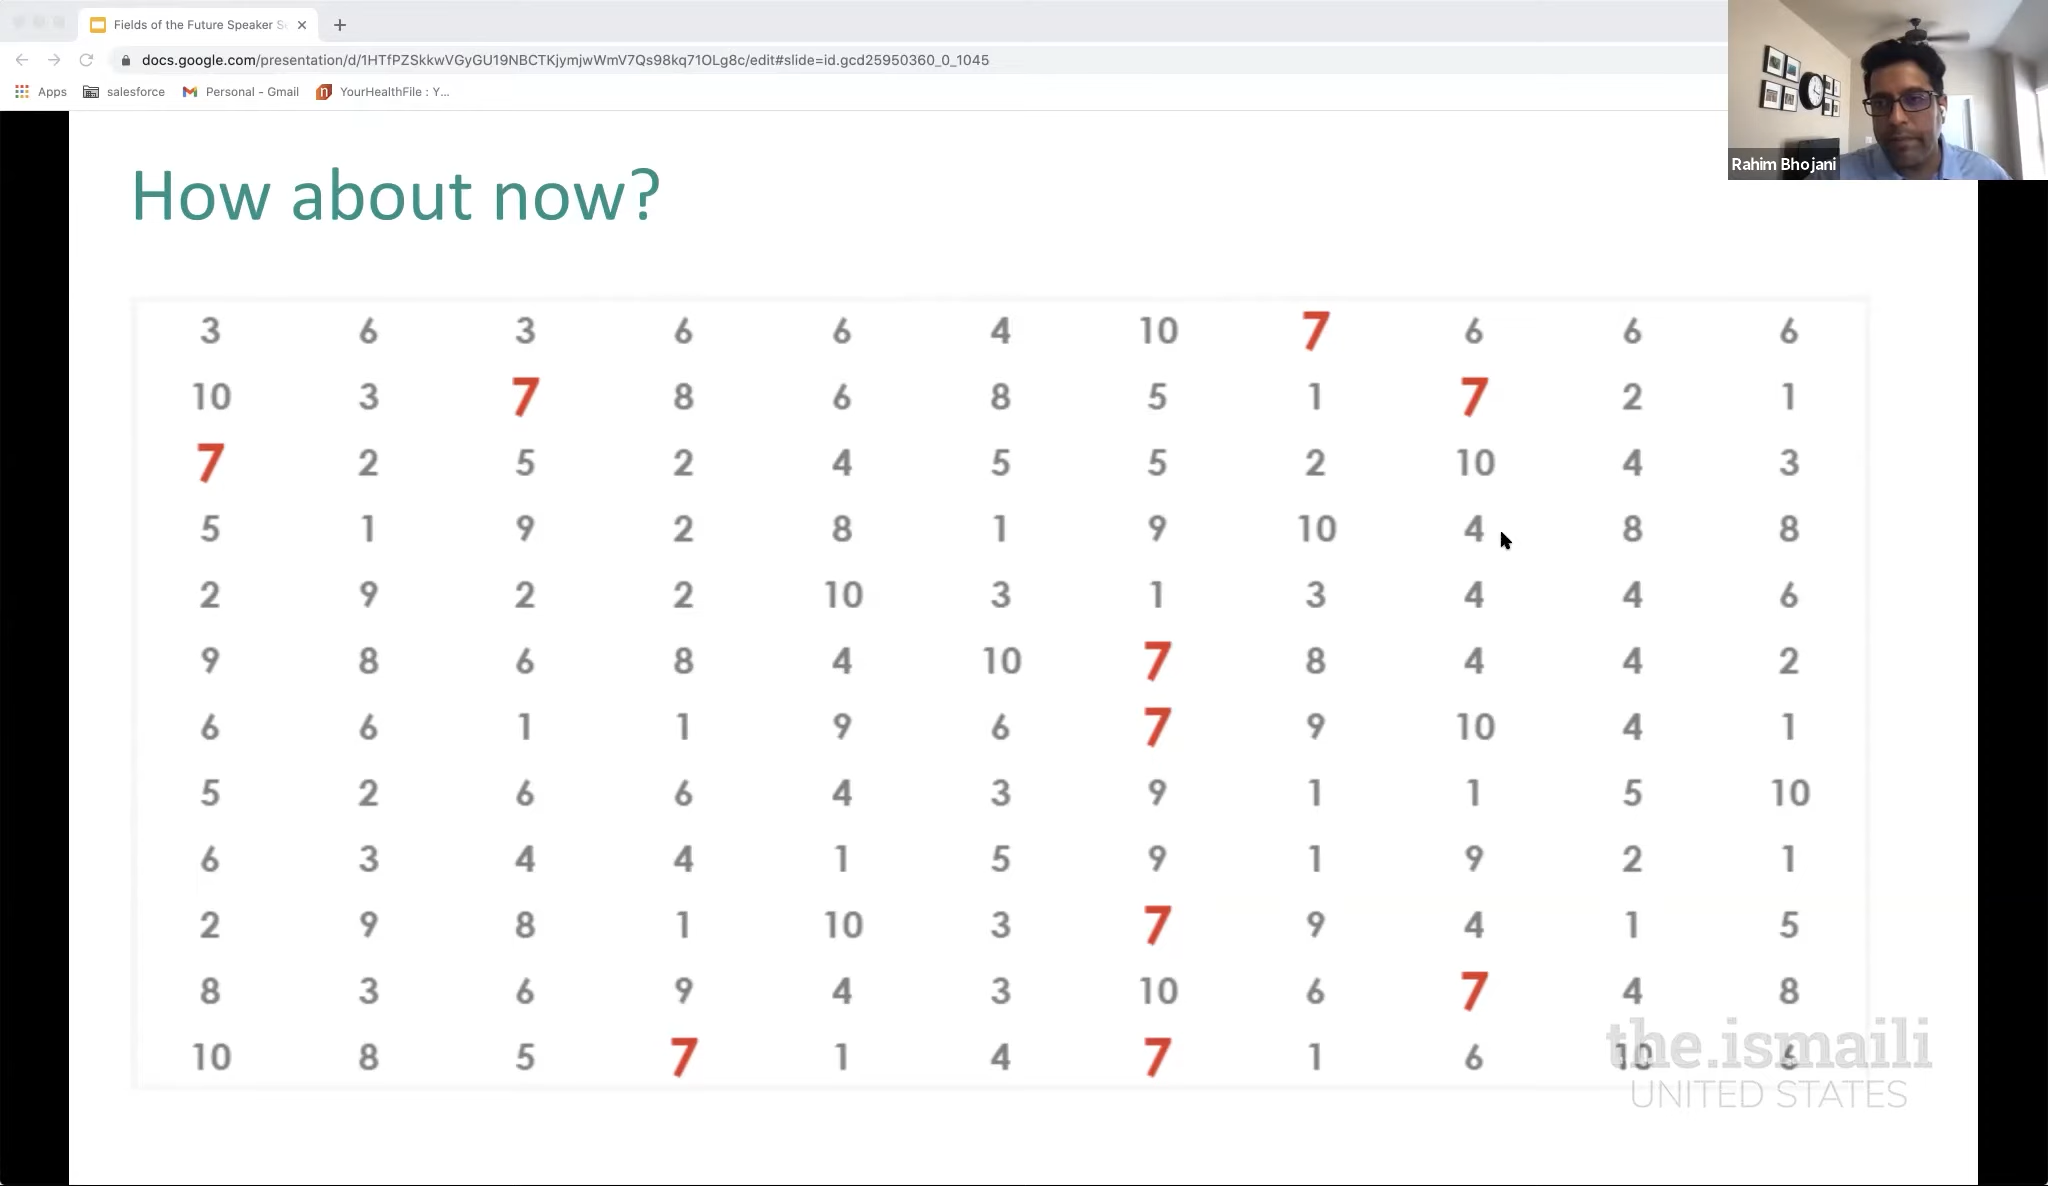 Fields of the Future Speaker S
docs.google.com/presentation/d/1HTfPZSkkwVGyGU19NBCTKjymjwWmV7Qs98kq71OLg8c/edit#slide=id.gcd25950360_0_1045
Apps salesforce Personal - Gmail YourHealthFile : Y...
Rahim Bhojani
How about now?
3 6 3 6 6 4 10 7 6 6 6
10 3 7 8 6 8 5 1 7 2 1
7 2 5 2 4 5 5 2 10 4 3
5 1 9 2 8 1 9 10 4 8 8
2 9 2 2 10 3 1 3 4 4 6
9 8 6 8 4 10 7 8 4 4 2
6 6 1 1 9 6 7 9 10 4 1
5 2 6 6 4 3 9 1 1 5 10
6 3 4 4 1 5 9 1 9 2 1
2 9 8 1 10 3 7 9 4 1 5
8 3 6 9 4 3 10 6 7 4 8
10 8 5 7 1 4 7 1 6 10 6
the.ismaili
UNITED STATES